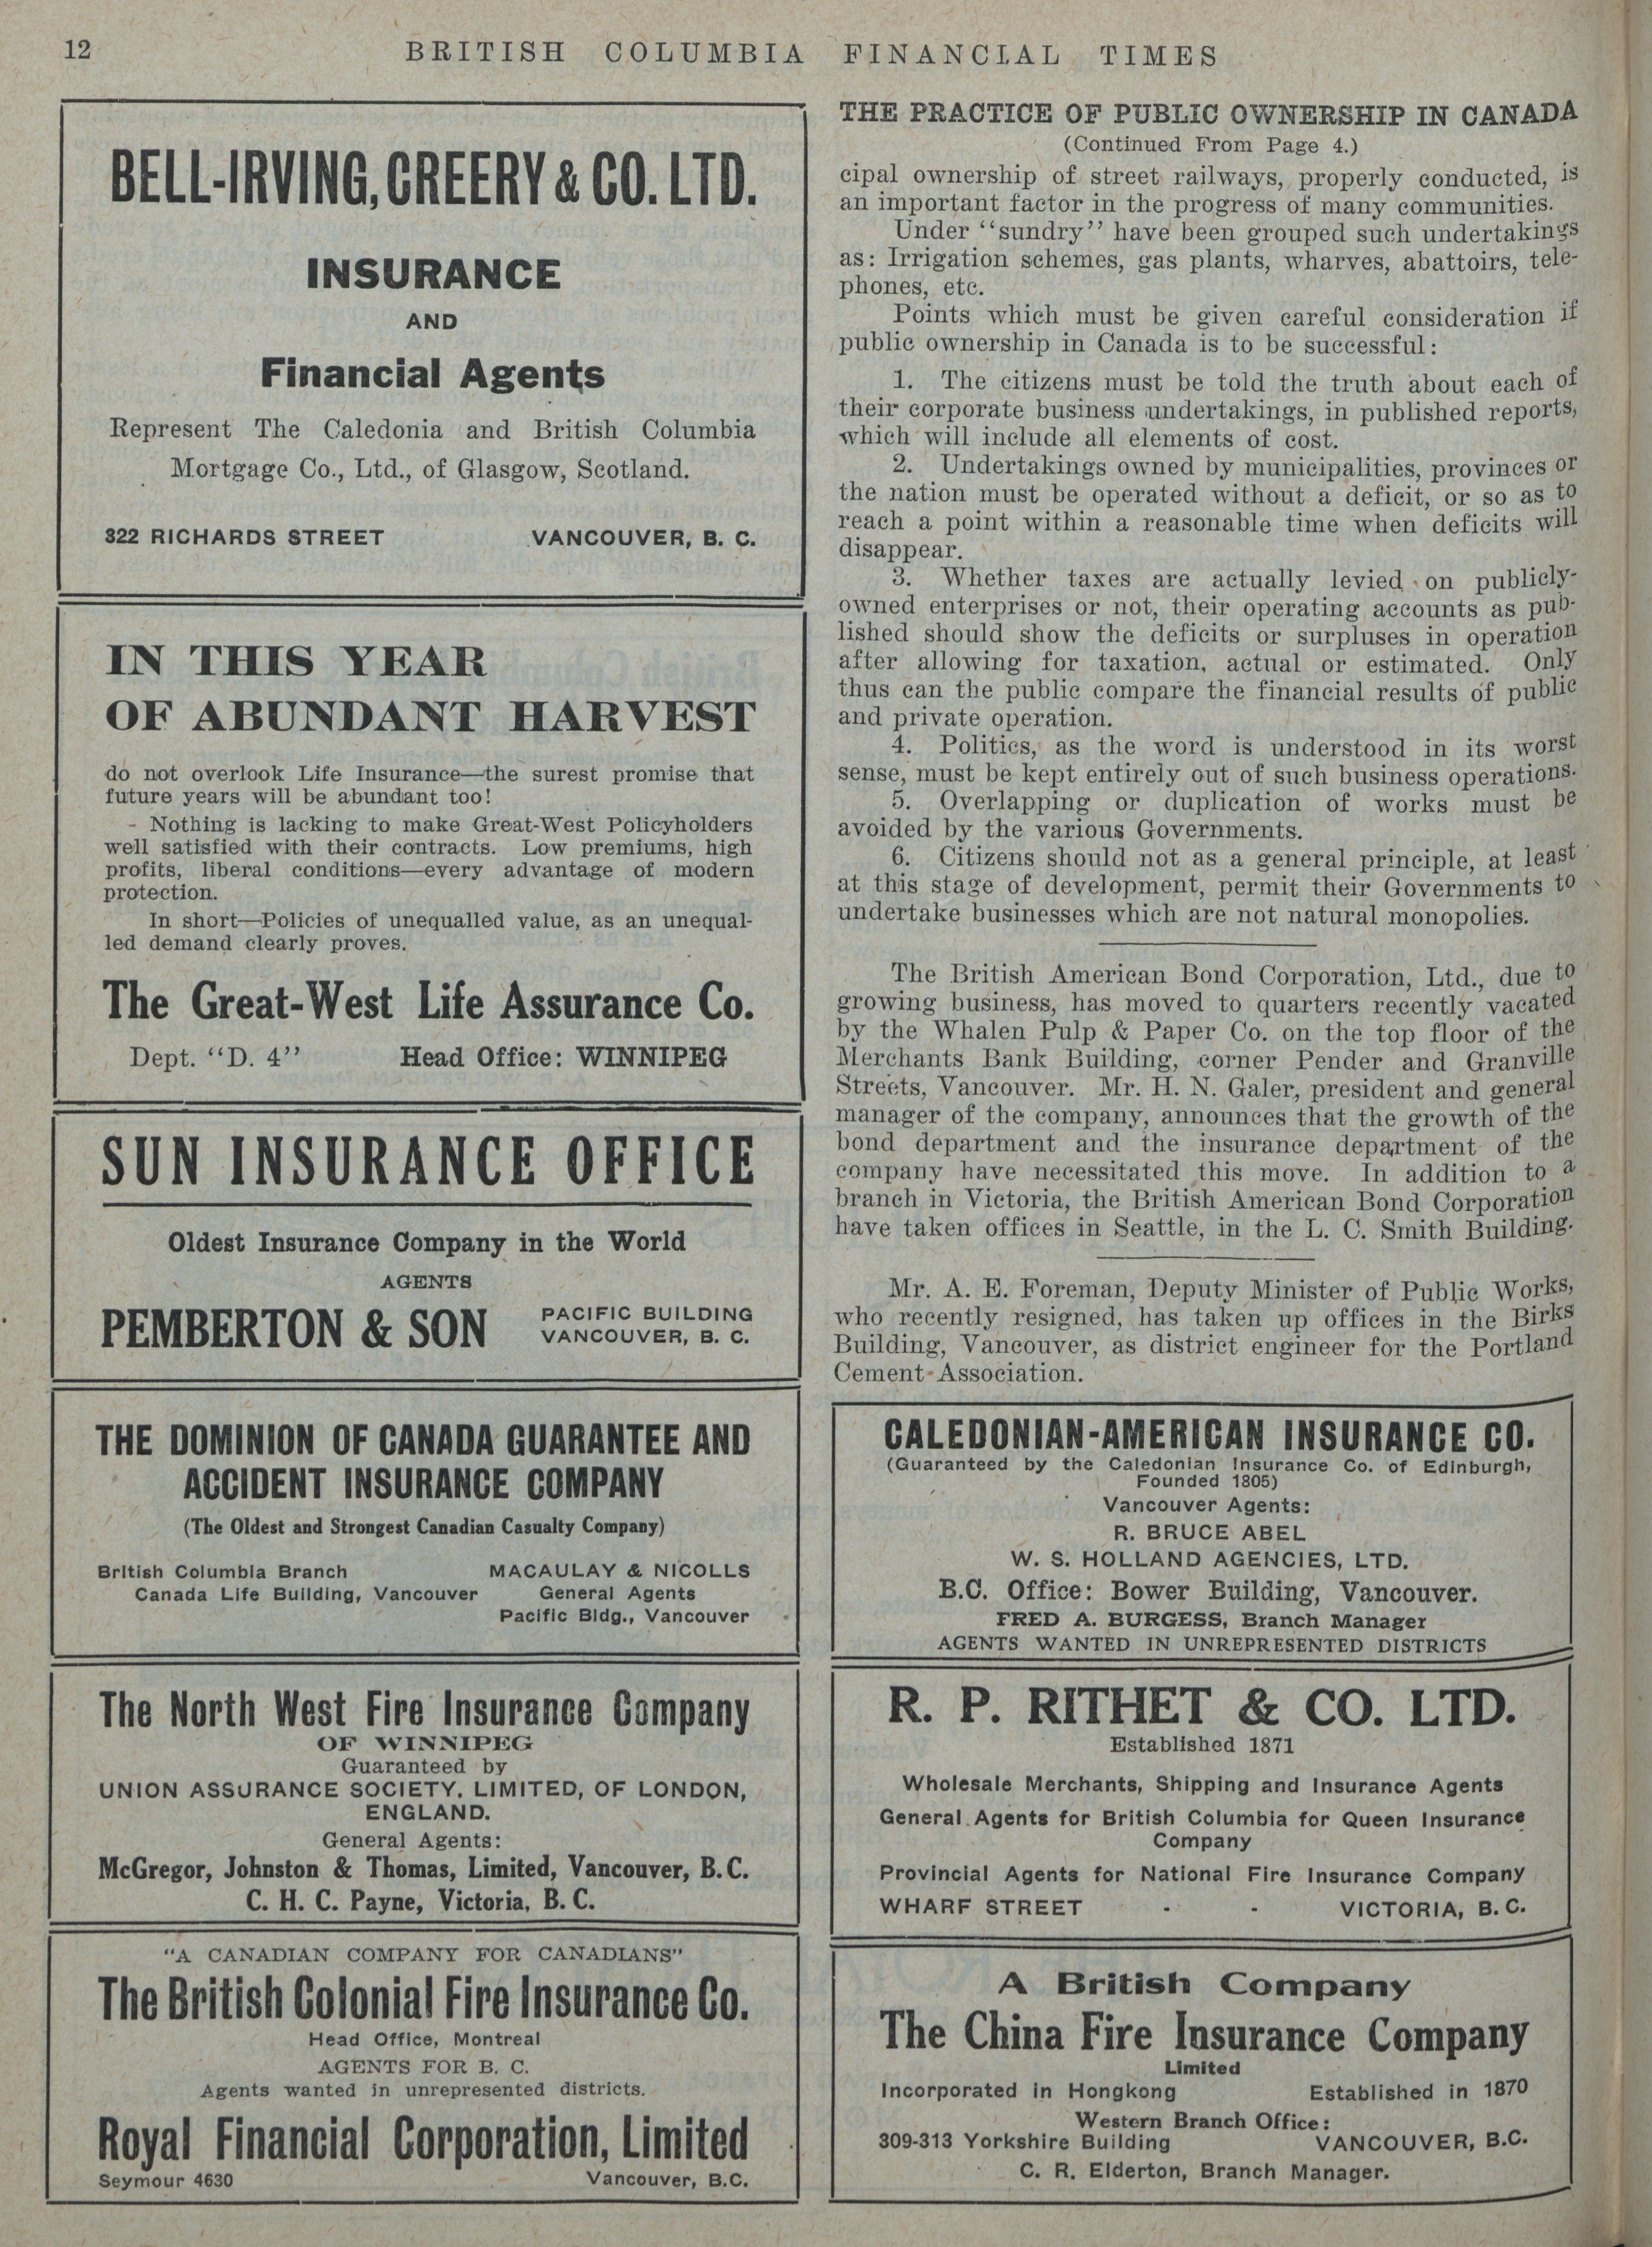 12
BRITISH COLUMBIA FINANCIAL TIMES
BELL-IRVING, CREERY & CO. LTD.
INSURANCE
AND
Financial Agents
Represent The Caledonia and British Columbia
Mortgage Co., Ltd., of Glasgow, Scotland.
322 RICHARDS STREET VANCOUVER, B. C.
IN THIS YEAR
OF ABUNDANT HARVEST
do not overlook Life Insurance—the surest promise that
future years will be abundant too!
- Nothing is lacking to make Great-West Policyholders
well satisfied with their contracts. Low premiums, high
profits, liberal conditions—every advantage of modern
protection.
In short—Policies of unequalled value, as an unequal-
led demand clearly proves.
The Great-West Life Assurance Co.
Dept. "D. 4" Head Office: WINNIPEG
SUN INSURANCE OFFICE
Oldest Insurance Company in the World
AGENTS
PEMBERTON & SON
PACIFIC BUILDING
VANCOUVER, B. C.
THE DOMINION OF CANADA GUARANTEE AND
ACCIDENT INSURANCE COMPANY
(The Oldest and Strongest Canadian Casualty Company)
British Columbia Branch
Canada Life Building, Vancouver
MACAULAY & NICOLLS
General Agents
Pacific Bldg., Vancouver
The North West Fire Insurance Company
OF WINNIPEG
Guaranteed by
UNION ASSURANCE SOCIETY, LIMITED, OF LONDON,
ENGLAND.
General Agents:
McGregor, Johnston & Thomas, Limited, Vancouver, B. C.
C. H. C. Payne, Victoria, B. C.
"A CANADIAN COMPANY FOR CANADIANS"
The British Colonial Fire Insurance Co.
Head Office, Montreal
AGENTS FOR B. C.
Agents wanted in unrepresented districts.
Royal Financial Corporation, Limited
Seymour 4630 Vancouver, B.C.
THE PRACTICE OF PUBLIC OWNERSHIP IN CANADA
(Continued From Page 4.)
cipal ownership of street railways, properly conducted, is
an important factor in the progress of many communities.
Under "sundry" have been grouped such undertakings
as: Irrigation schemes, gas plants, wharves, abattoirs, tele-
phones, etc.
Points which must be given careful consideration if
public ownership in Canada is to be successful:
1. The citizens must be told the truth about each of
their corporate business undertakings, in published reports,
which will include all elements of cost.
2. Undertakings owned by municipalities, provinces or
the nation must be operated without a deficit, or so as to
reach a point within a reasonable time when deficits will
disappear.
3. Whether taxes are actually levied on publicly-
owned enterprises or not, their operating accounts as pub-
lished should show the deficits or surpluses in operation
after allowing for taxation, actual or estimated. Only
thus can the public compare the financial results of public
and private operation.
4. Politics, as the word is understood in its worst
sense, must be kept entirely out of such business operations.
5. Overlapping or duplication of works must be
avoided by the various Governments.
6. Citizens should not as a general principle, at least
at this stage of development, permit their Governments to
undertake businesses which are not natural monopolies.
The British American Bond Corporation, Ltd., due to
growing business, has moved to quarters recently vacated
by the Whalen Pulp & Paper Co. on the top floor of the
Merchants Bank Building, corner Pender and Granville
Streets, Vancouver. Mr. H. N. Galer, president and general
manager of the company, announces that the growth of the
bond department and the insurance department of the
company have necessitated this move. In addition to a
branch in Victoria, the British American Bond Corporation
have taken offices in Seattle, in the L. C. Smith Building.
Mr. A. E. Foreman, Deputy Minister of Public Works,
who recently resigned, has taken up offices in the Birks
Building, Vancouver, as district engineer for the Portland
Cement Association.
CALEDONIAN-AMERICAN INSURANCE CO.
(Guaranteed by the Caledonian Insurance Co. of Edinburgh,
Founded 1805)
Vancouver Agents:
R. BRUCE ABEL
W. S. HOLLAND AGENCIES, LTD.
B.C. Office: Bower Building, Vancouver.
FRED A. BURGESS, Branch Manager
AGENTS WANTED IN UNREPRESENTED DISTRICTS
R. P. RITHET & CO. LTD.
Established 1871
Wholesale Merchants, Shipping and Insurance Agents
General Agents for British Columbia for Queen Insurance
Company
Provincial Agents for National Fire Insurance Company
WHARF STREET - - VICTORIA, B. C.
A British Company
The China Fire Insurance Company
Limited
Incorporated in Hongkong Established in 1870
Western Branch Office:
309-313 Yorkshire Building VANCOUVER, B.C.
C. R. Elderton, Branch Manager.